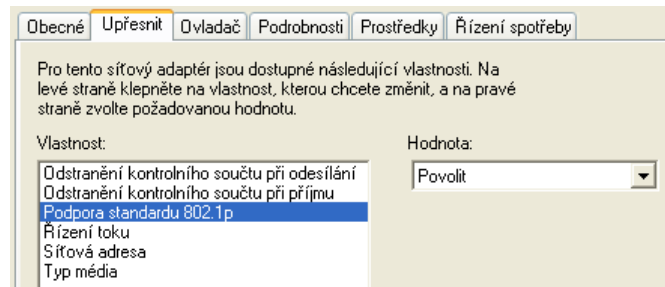 Obecné Upřesnit Ovladač Podrobnosti Prostředky Řízení spotřeby
Pro tento síťový adaptér jsou dostupné následující vlastnosti. Na
levé straně klepněte na vlastnost, kterou chcete změnit, a na pravé
straně zvolte požadovanou hodnotu.
Vlastnost:
Odstranění kontrolního součtu při odesílání
Odstranění kontrolního součtu při příjmu
Podpora standardu 802.1p
Řízení toku
Síťová adresa
Typ média
Hodnota:
Povolit